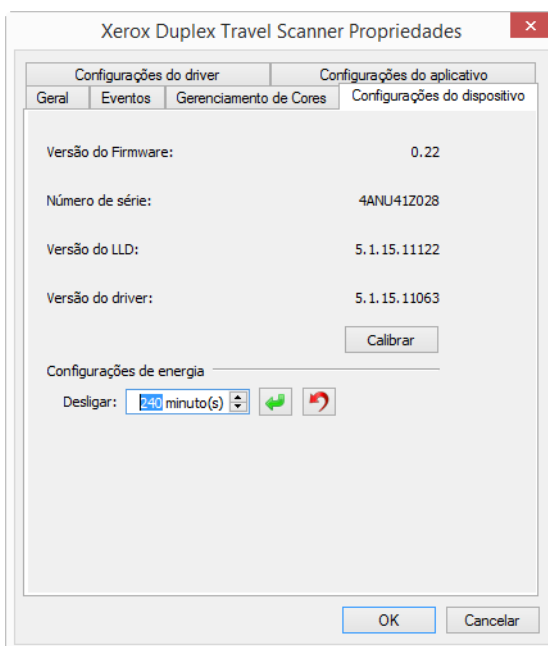 Xerox Duplex Travel Scanner Propriedades
Configurações do driver Configurações do aplicativo
Geral Eventos Gerenciamento de Cores Configurações do dispositivo
Versão do Firmware: 0.22
Número de série: 4ANU41Z028
Versão do LLD: 5.1.15.11122
Versão do driver: 5.1.15.11063
Calibrar
Configurações de energia
Desligar: 240 minuto(s)
OK Cancelar